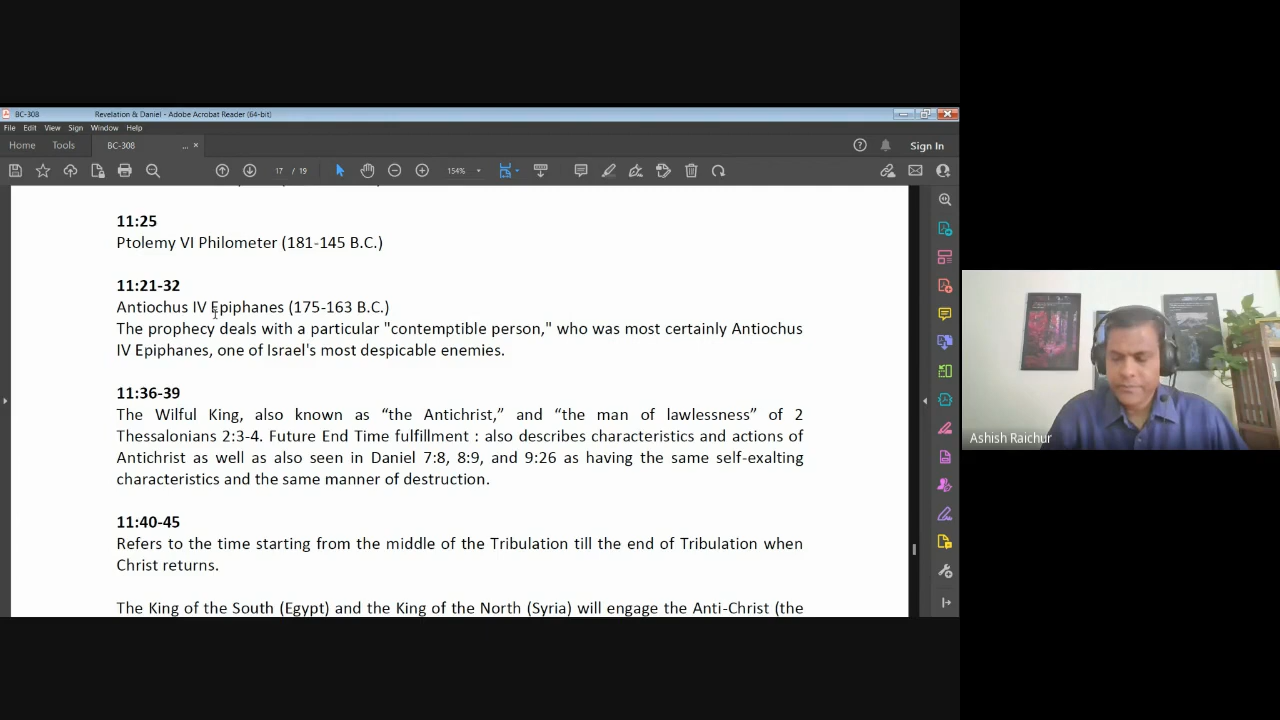 BC-308 Revelation & Daniel - Adobe Acrobat Reader (64-bit)
File Edit View Sign Window Help
Home Tools BC-308 ... × Sign In
17 / 19 154%
11:25
Ptolemy VI Philometer (181-145 B.C.)
11:21-32
Antiochus IV Epiphanes (175-163 B.C.)
The prophecy deals with a particular "contemptible person," who was most certainly Antiochus
IV Epiphanes, one of Israel's most despicable enemies.
11:36-39
The Wilful King, also known as “the Antichrist,” and “the man of lawlessness” of 2
Thessalonians 2:3-4. Future End Time fulfillment : also describes characteristics and actions of
Antichrist as well as also seen in Daniel 7:8, 8:9, and 9:26 as having the same self-exalting
characteristics and the same manner of destruction.
11:40-45
Refers to the time starting from the middle of the Tribulation till the end of Tribulation when
Christ returns.
The King of the South (Egypt) and the King of the North (Syria) will engage the Anti-Christ (the
Ashish Raichur